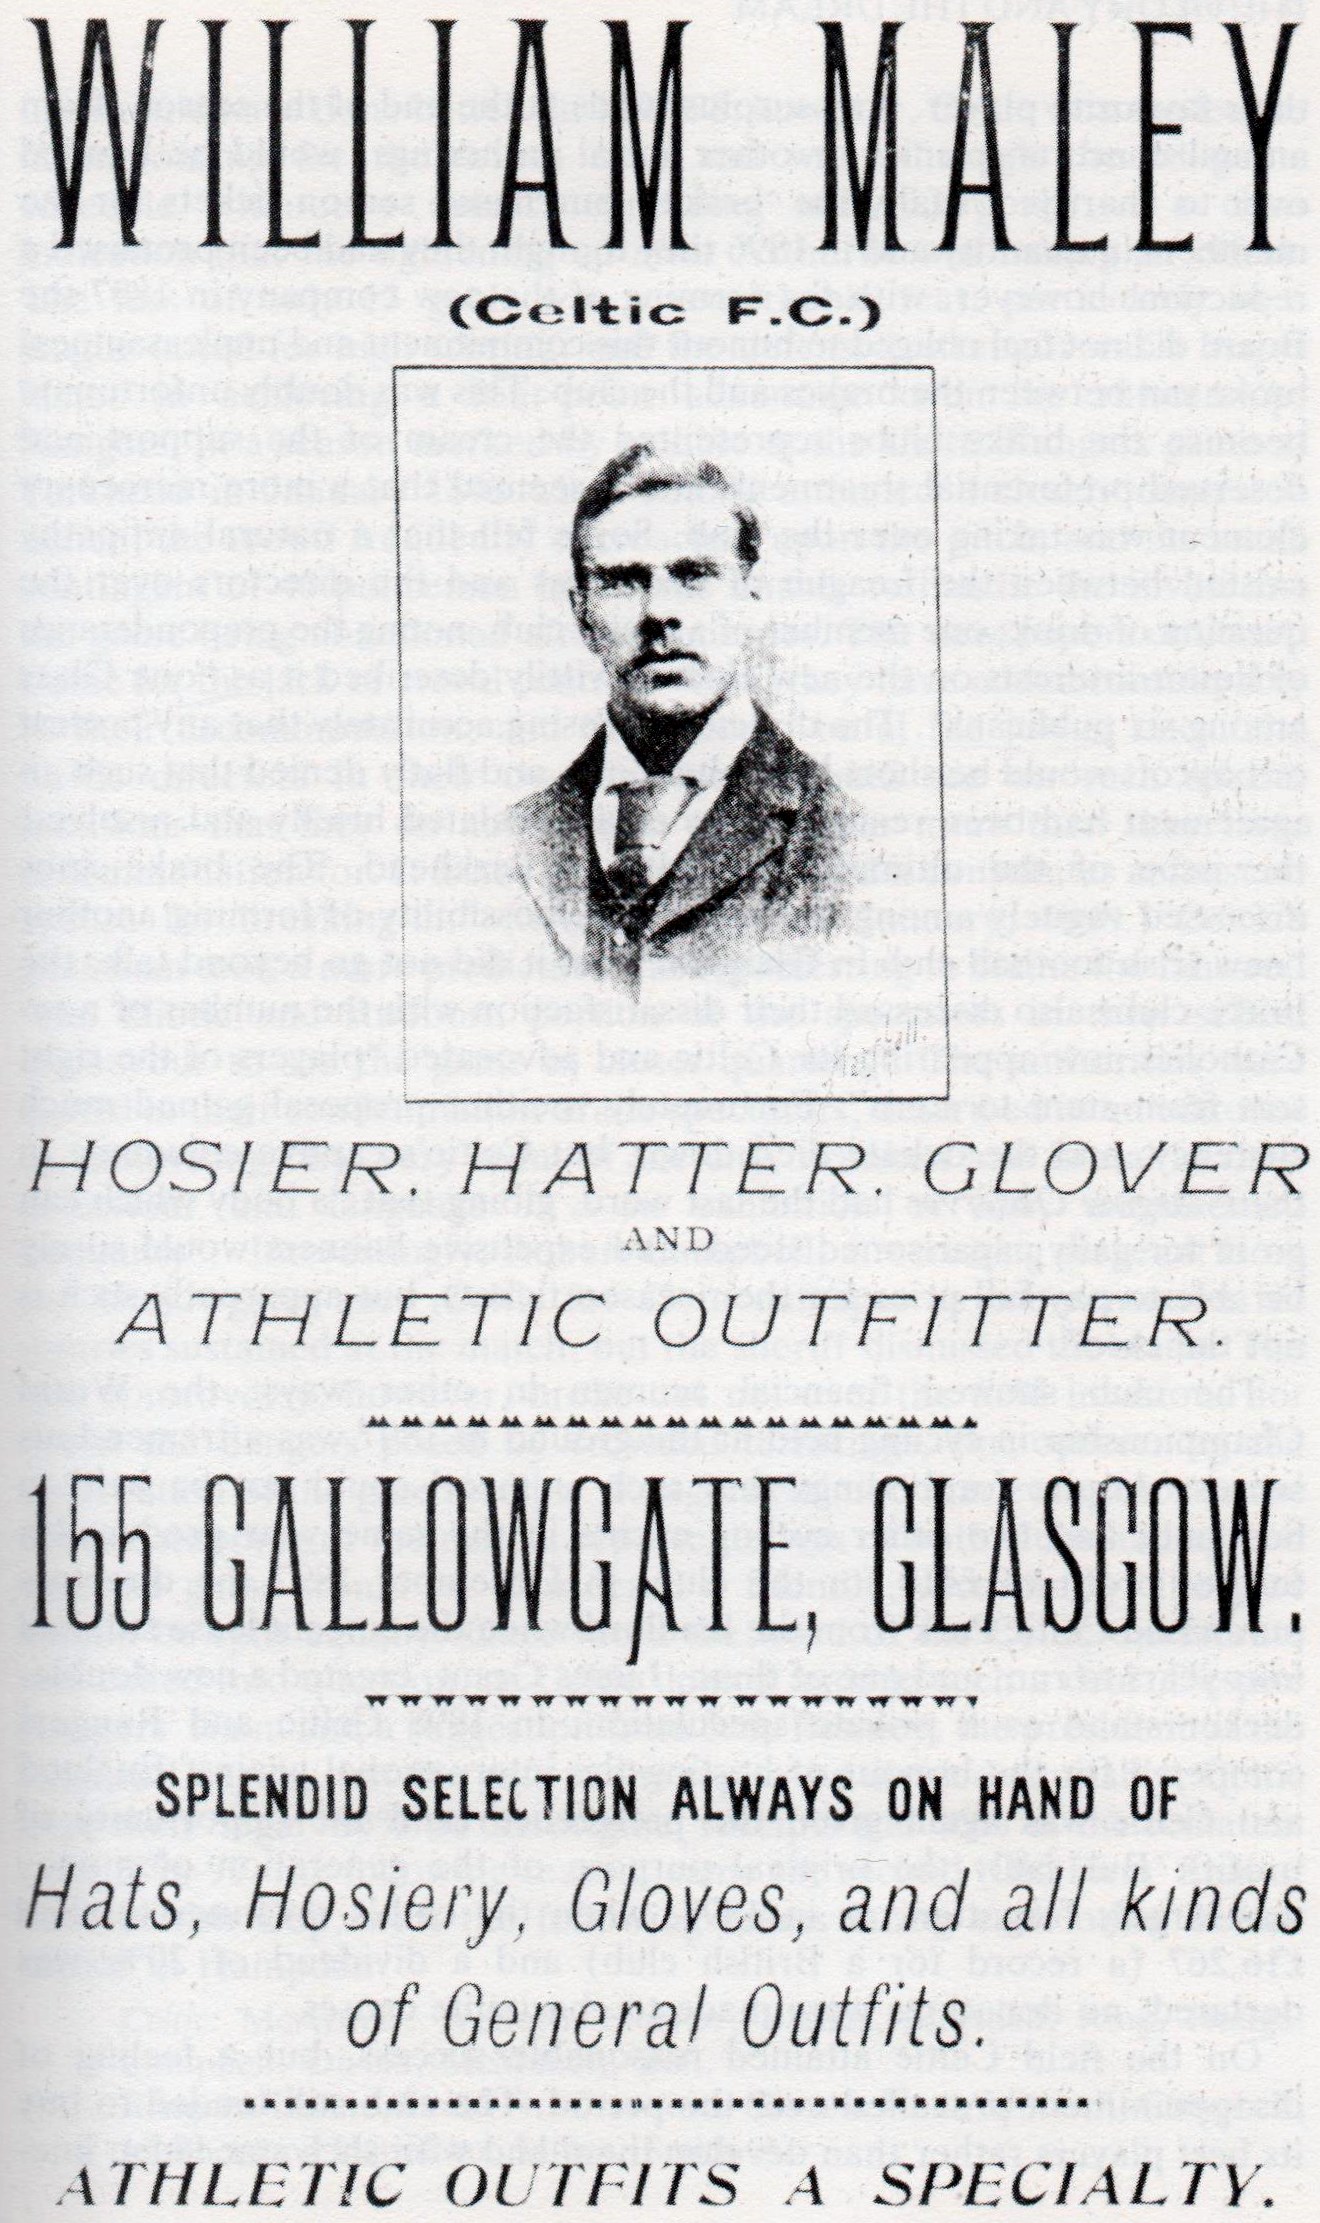 WILLIAM MALEY
(Celtic F.C.)
HOSIER. HATTER. GLOVER
AND
ATHLETIC OUTFITTER.
155 GALLOWGATE, GLASGOW.
SPLENDID SELECTION ALWAYS ON HAND OF
Hats, Hosiery, Gloves, and all kinds
of General Outfits.
ATHLETIC OUTFITS A SPECIALTY.